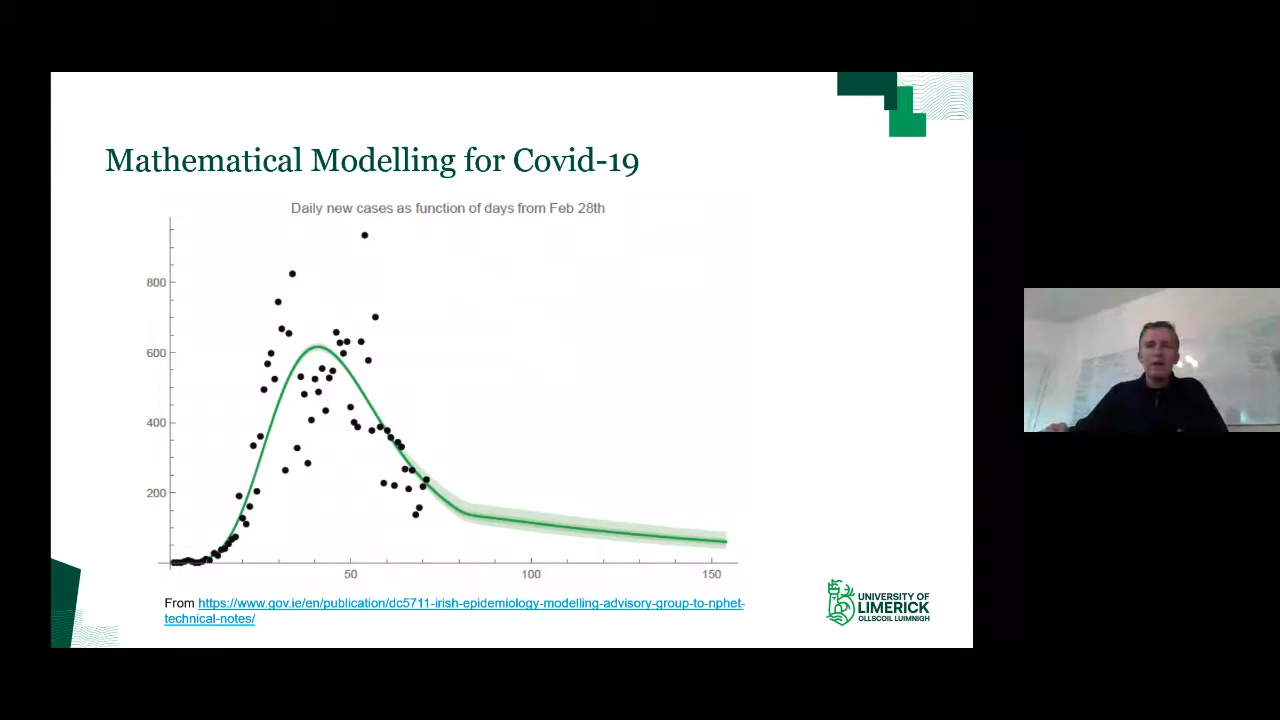 Mathematical Modelling for Covid-19
Daily new cases as function of days from Feb 28th
800
600
400
200
50
100
150
From https://www.gov.ie/en/publication/dc5711-irish-epidemiology-modelling-advisory-group-to-nphet-
technical-notes/
UNIVERSITY OF
LIMERICK
OLLSCOIL LUIMNIGH